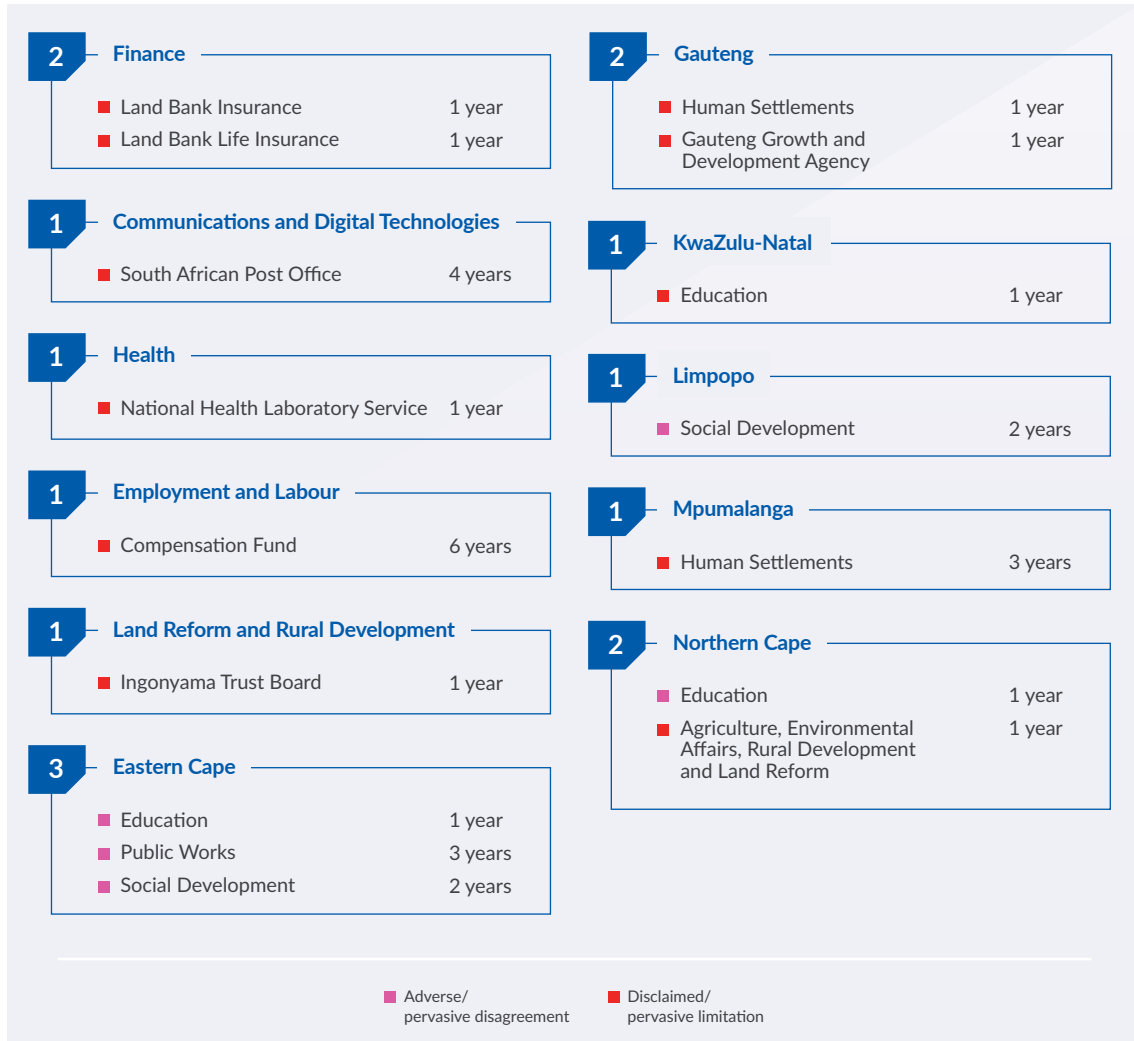 2 Finance
Land Bank Insurance 1 year
Land Bank Life Insurance 1 year
1 Communications and Digital Technologies
South African Post Office 4 years
1 Health
National Health Laboratory Service 1 year
1 Employment and Labour
Compensation Fund 6 years
1 Land Reform and Rural Development
Ingonyama Trust Board 1 year
3 Eastern Cape
Education 1 year
Public Works 3 years
Social Development 2 years
2 Gauteng
Human Settlements 1 year
Gauteng Growth and 1 year
Development Agency
1 KwaZulu-Natal
Education 1 year
1 Limpopo
Social Development 2 years
1 Mpumalanga
Human Settlements 3 years
2 Northern Cape
Education 1 year
Agriculture, Environmental 1 year
Affairs, Rural Development
and Land Reform
Adverse/
pervasive disagreement
Disclaimed/
pervasive limitation